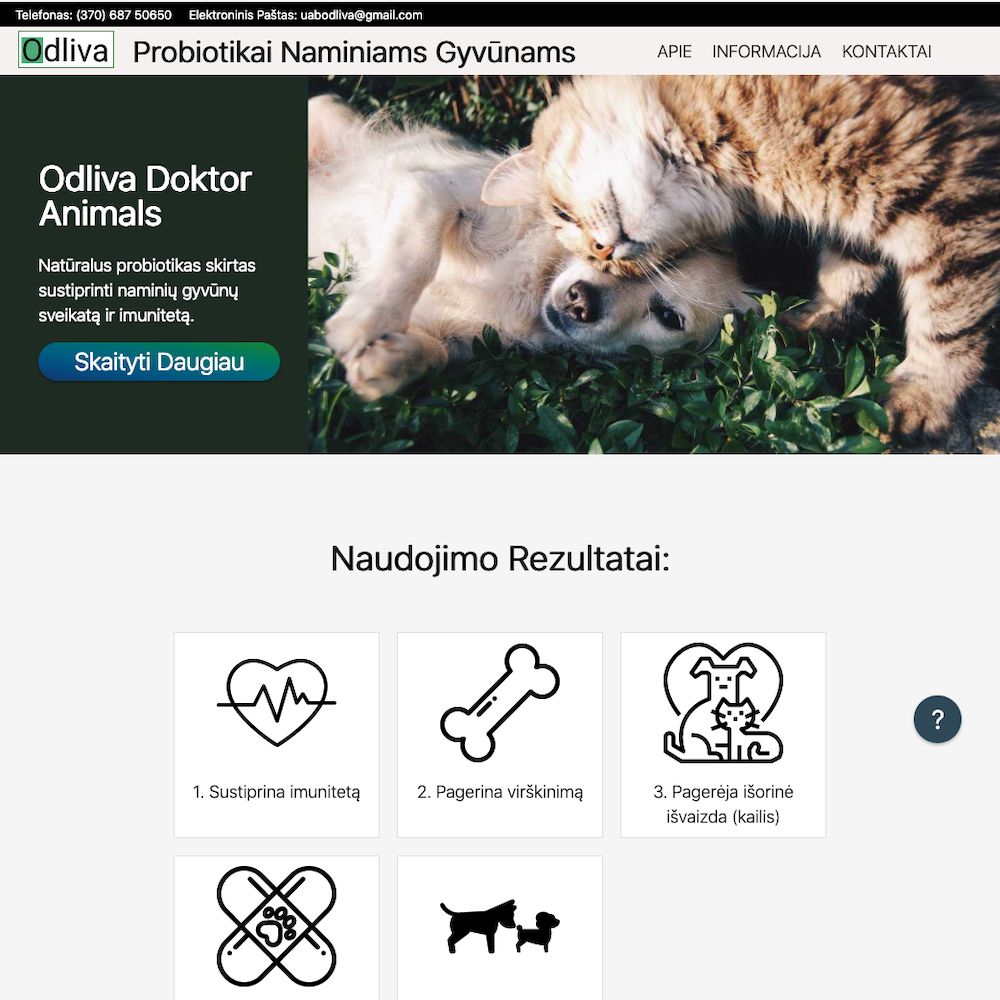 Telefonas: (370) 687 50650 Elektroninis Paštas: uabodliva@gmail.com
Odliva Probiotikai Naminiams Gyvūnams APIE INFORMACIJA KONTAKTAI
Odliva Doktor
Animals
Natūralus probiotikas skirtas
sustiprinti naminių gyvūnų
sveikatą ir imunitetą.
Skaityti Daugiau
Naudojimo Rezultatai:
1. Sustiprina imunitetą
2. Pagerina virškinimą
3. Pagerėja išorinė
išvaizda (kailis)
?